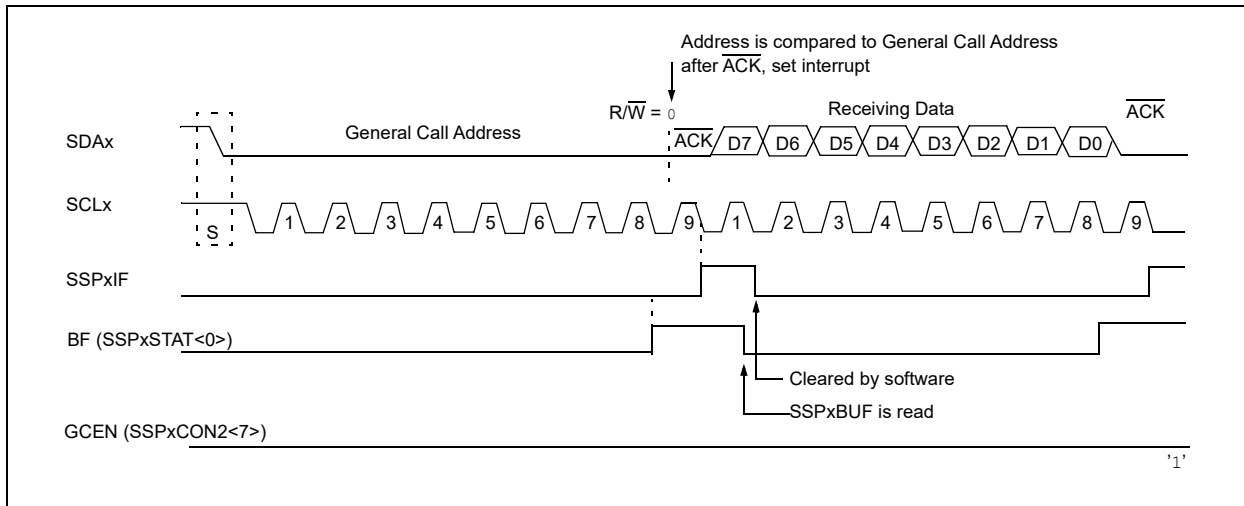 Address is compared to General Call Address
after ACK, set interrupt
R/W = 0
Receiving Data
ACK
General Call Address
SDAx
ACK D7 D6 D5 D4 D3 D2 D1 D0
SCLx
S 1 2 3 4 5 6 7 8 9 1 2 3 4 5 6 7 8 9
SSPxIF
BF (SSPxSTAT<0>)
Cleared by software
SSPxBUF is read
GCEN (SSPxCON2<7>)
'1'